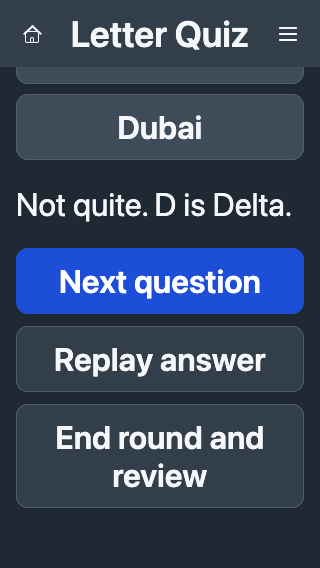 Letter Quiz
Dubai
Not quite. D is Delta.
Next question
Replay answer
End round and
review